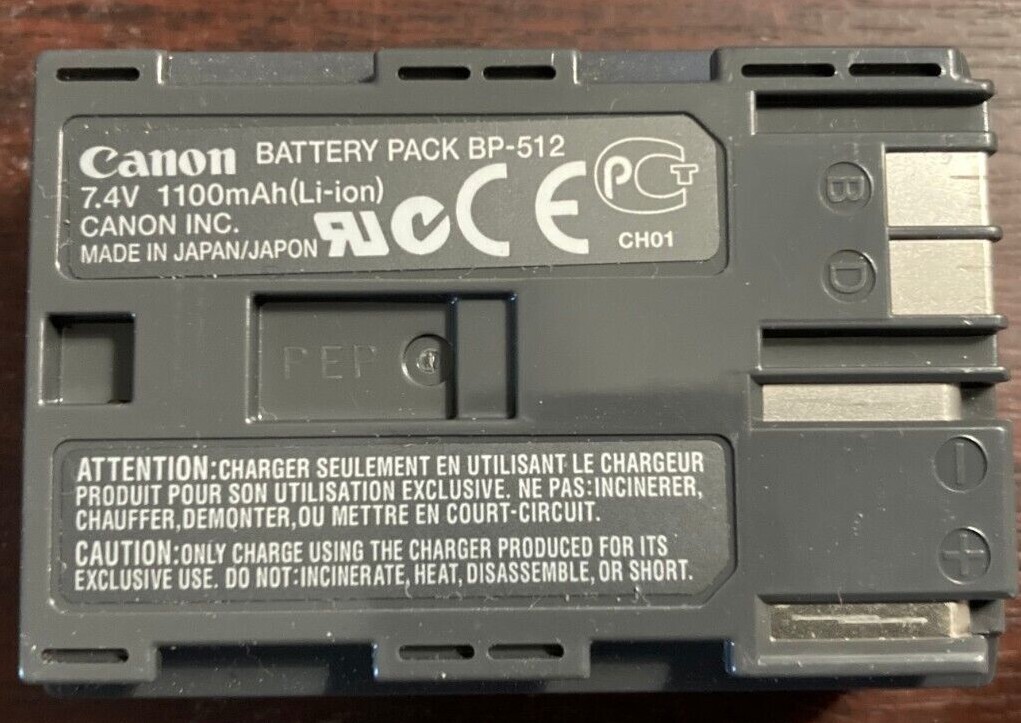 Canon BATTERY PACK BP-512
7.4V 1100mAh(Li-ion)
CANON INC.
MADE IN JAPAN/JAPON
CE
PCT
CH01
B
D
PEP
ATTENTION:CHARGER SEULEMENT EN UTILISANT LE CHARGEUR
PRODUIT POUR SON UTILISATION EXCLUSIVE. NE PAS:INCINERER,
CHAUFFER,DEMONTER,OU METTRE EN COURT-CIRCUIT.
CAUTION:ONLY CHARGE USING THE CHARGER PRODUCED FOR ITS
EXCLUSIVE USE. DO NOT:INCINERATE, HEAT, DISASSEMBLE, OR SHORT.
−
+